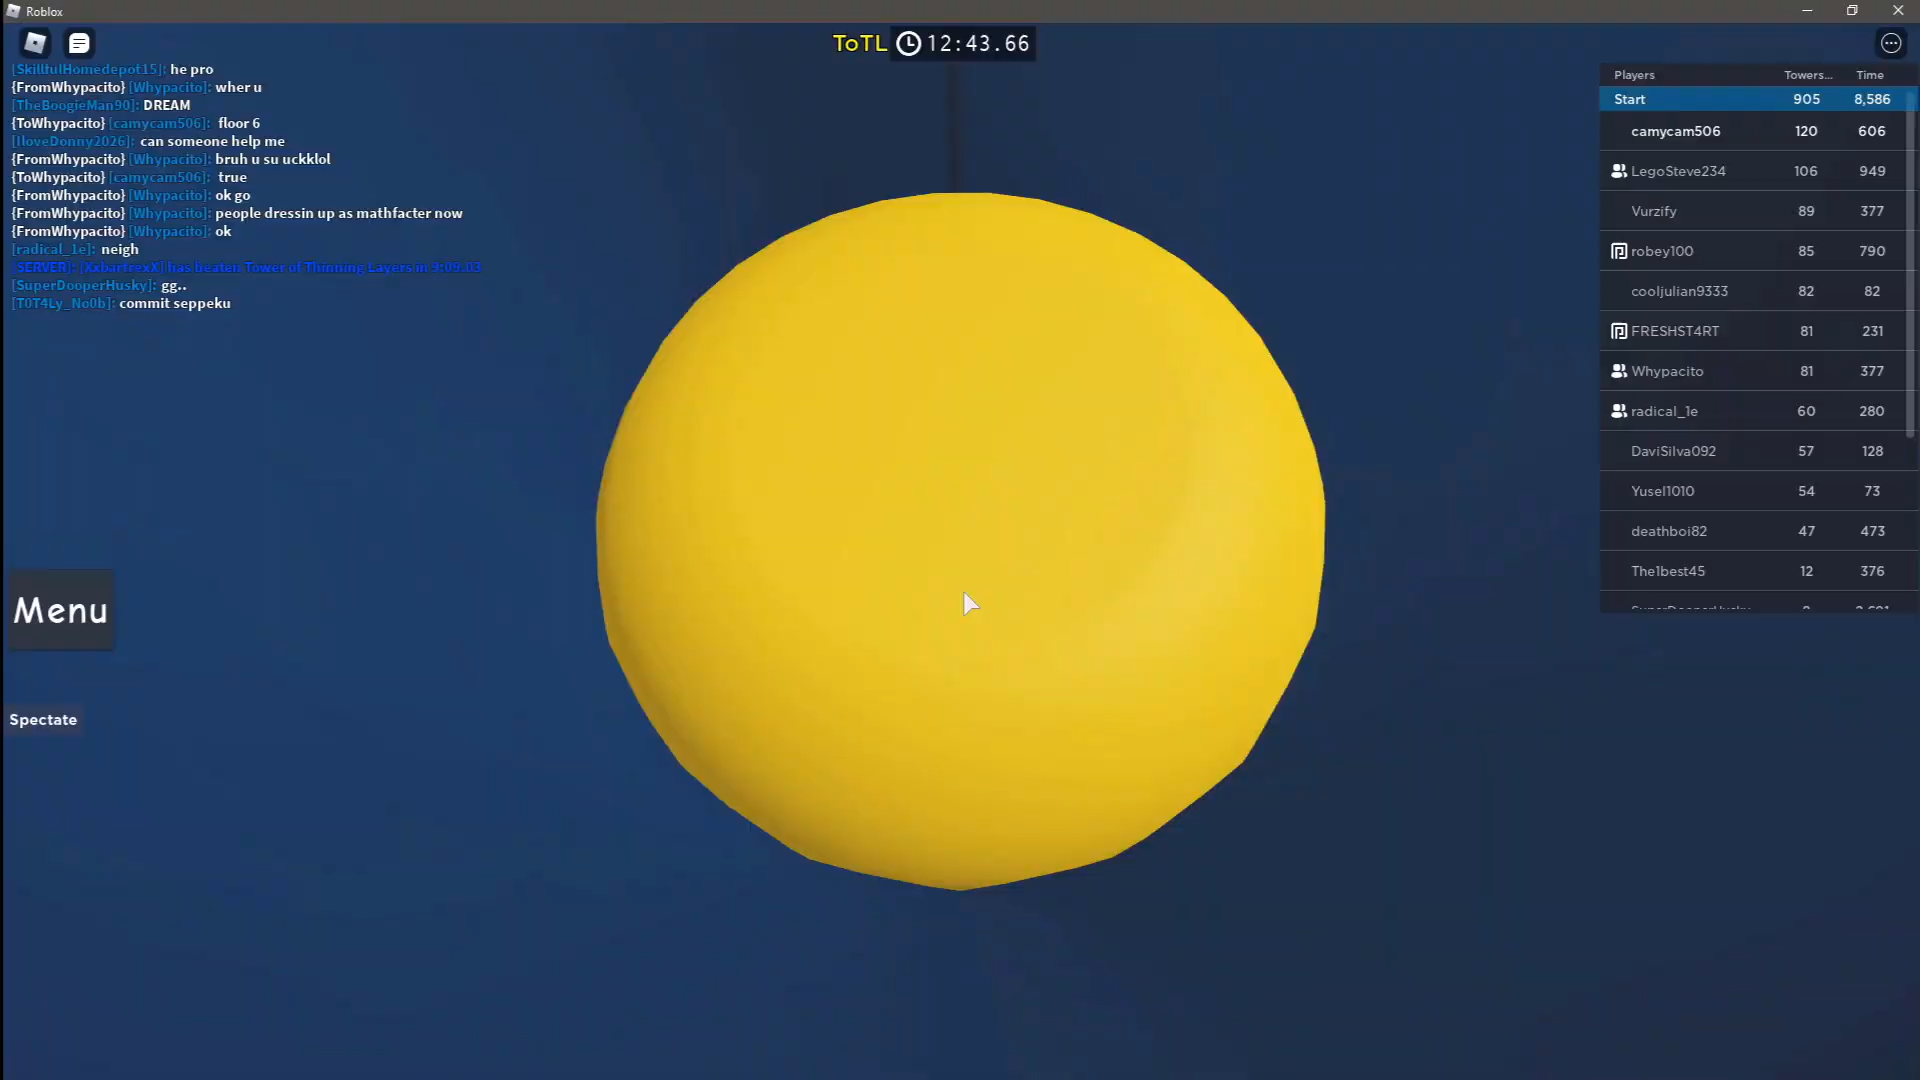 Roblox
ToTL 12:43.66
[SkillfulHomedepot15]: he pro
{FromWhypacito} [Whypacito]: wher u
[TheBoogieMan90]: DREAM
{ToWhypacito} [camycam506]: floor 6
[IloveDonny2026]: can someone help me
{FromWhypacito} [Whypacito]: bruh u su uckklol
{ToWhypacito} [camycam506]: true
{FromWhypacito} [Whypacito]: ok go
{FromWhypacito} [Whypacito]: people dressin up as mathfacter now
{FromWhypacito} [Whypacito]: ok
[radical_1e]: neigh
[SERVER]: [XxbartrexX] has beaten Tower of Thinning Layers in 9:09.03
[SuperDooperHusky]: gg..
[T0T4Ly_No0b]: commit seppeku
Menu
Spectate
Players Towers... Time
Start 905 8,586
camycam506 120 606
LegoSteve234 106 949
Vurzify 89 377
robey100 85 790
cooljulian9333 82 82
FRESHST4RT 81 231
Whypacito 81 377
radical_1e 60 280
DaviSilva092 57 128
Yusel1010 54 73
deathboi82 47 473
The1best45 12 376